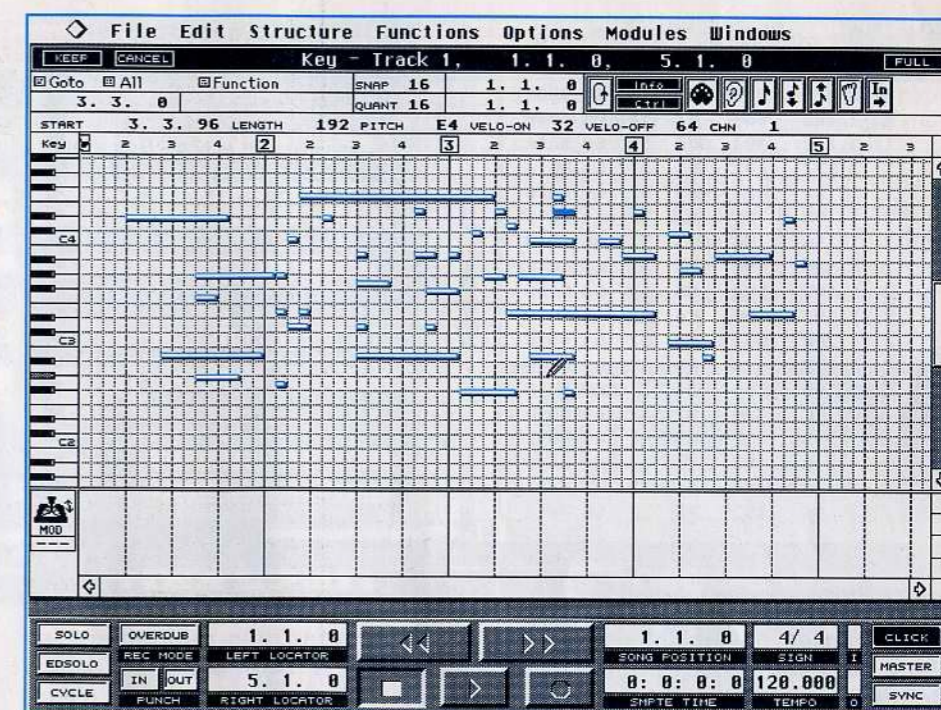 File Edit Structure Functions Options Modules Windows
KEEP CANCEL Key - Track 1, 1. 1. 0, 5. 1. 0 FULL
Goto All Function SNAP 16 1. 1. 0 Info In
3. 3. 0 QUANT 16 1. 1. 0 Ctrl
START 3. 3. 96 LENGTH 192 PITCH E4 VELO-ON 32 VELO-OFF 64 CHN 1
Key 2 3 4 2 2 3 4 3 2 3 4 4 2 3 4 5 2 3
C4
C3
C2
MOD
---
SOLO OVERDUB 1. 1. 0 1. 1. 0 4/ 4 CLICK
REC MODE LEFT LOCATOR SONG POSITION SIGN I
EDSOLO MASTER
IN OUT 5. 1. 0 0: 0: 0: 0 120.000
CYCLE PUNCH RIGHT LOCATOR SMPTE TIME TEMPO O SYNC